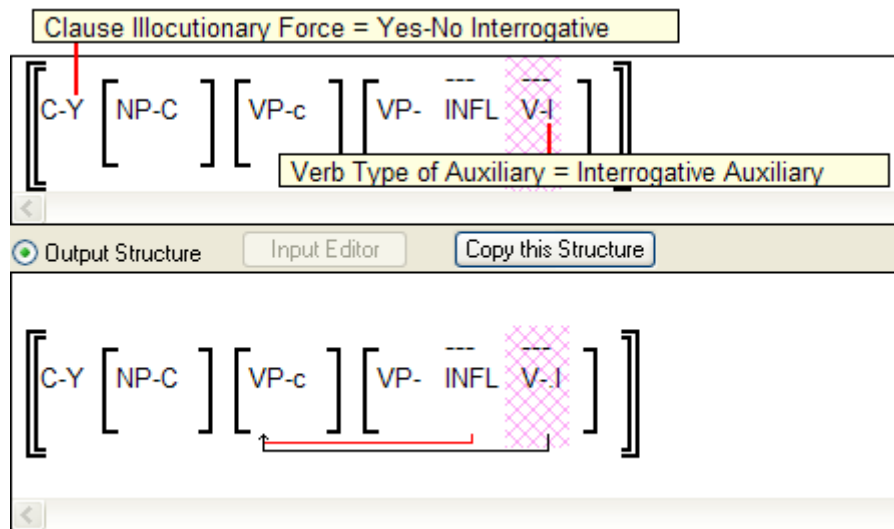 Clause Illocutionary Force = Yes-No Interrogative
--- ---
C-Y NP-C VP-c VP- INFL V-I
Verb Type of Auxiliary = Interrogative Auxiliary
Output Structure Input Editor Copy this Structure
--- ---
C-Y NP-C VP-c VP- INFL V-.I